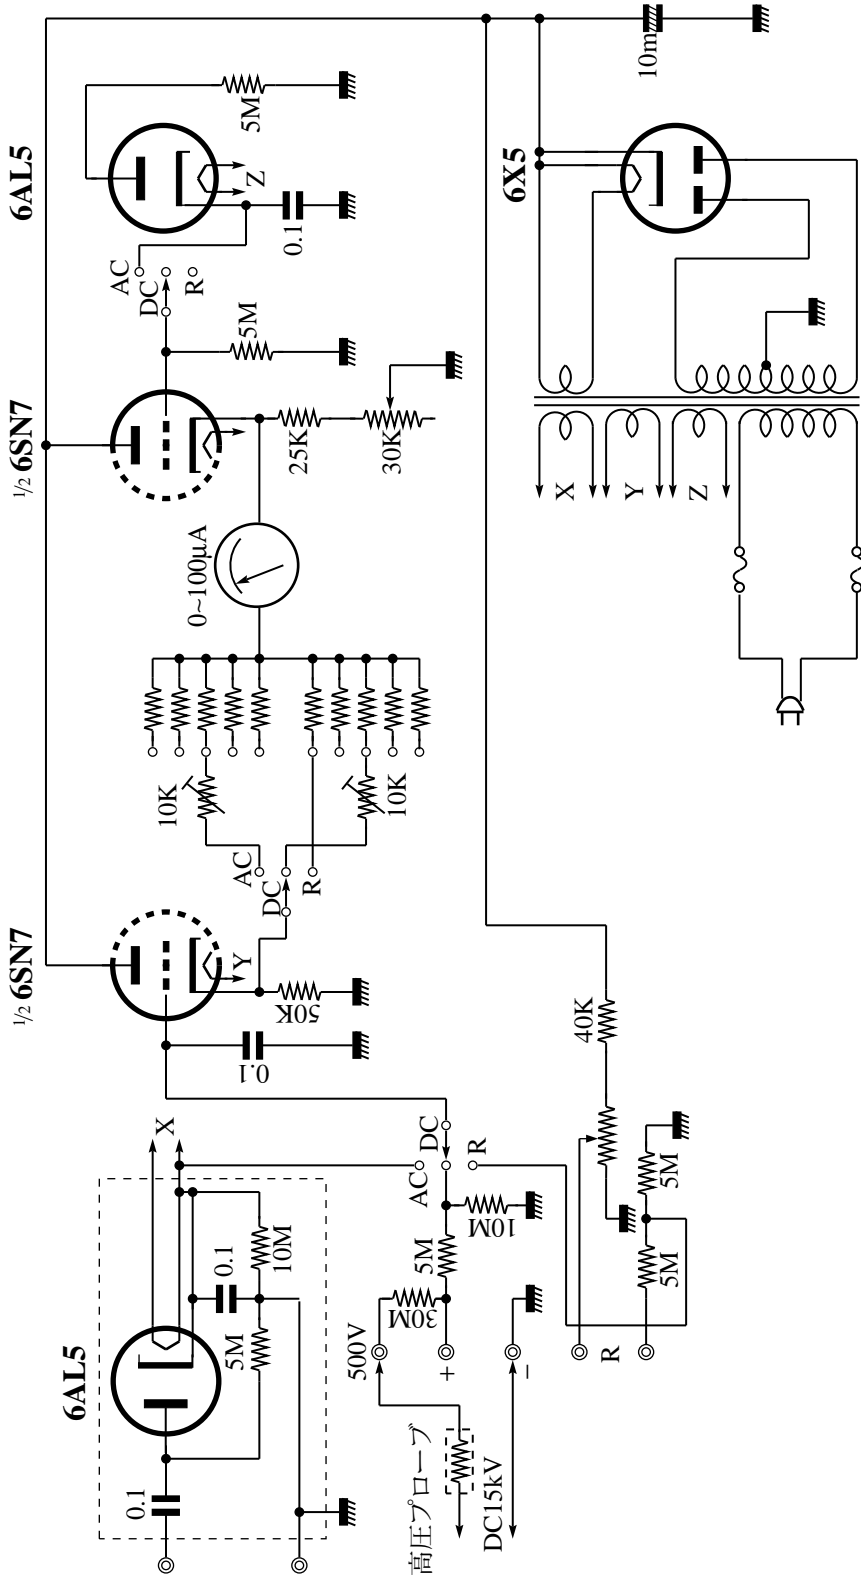 6AL5
0.1
5M
0.1
10M
X
½ 6SN7
0.1
50K
Y
AC
DC
R
10K
10K
0~100μA
½ 6SN7
25K
30K
5M
AC
DC
R
6AL5
0.1
Z
5M
高圧プローブ
DC15kV
500V
+
−
30M
5M
10M
AC
DC
R
R
5M
5M
40K
X
Y
Z
6X5
10m